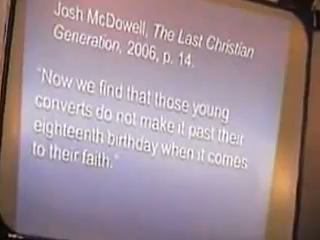 Josh McDowell, The Last Christian
Generation, 2006, p. 14.
"Now we find that those young
converts do not make it past their
eighteenth birthday when it comes
to their faith."